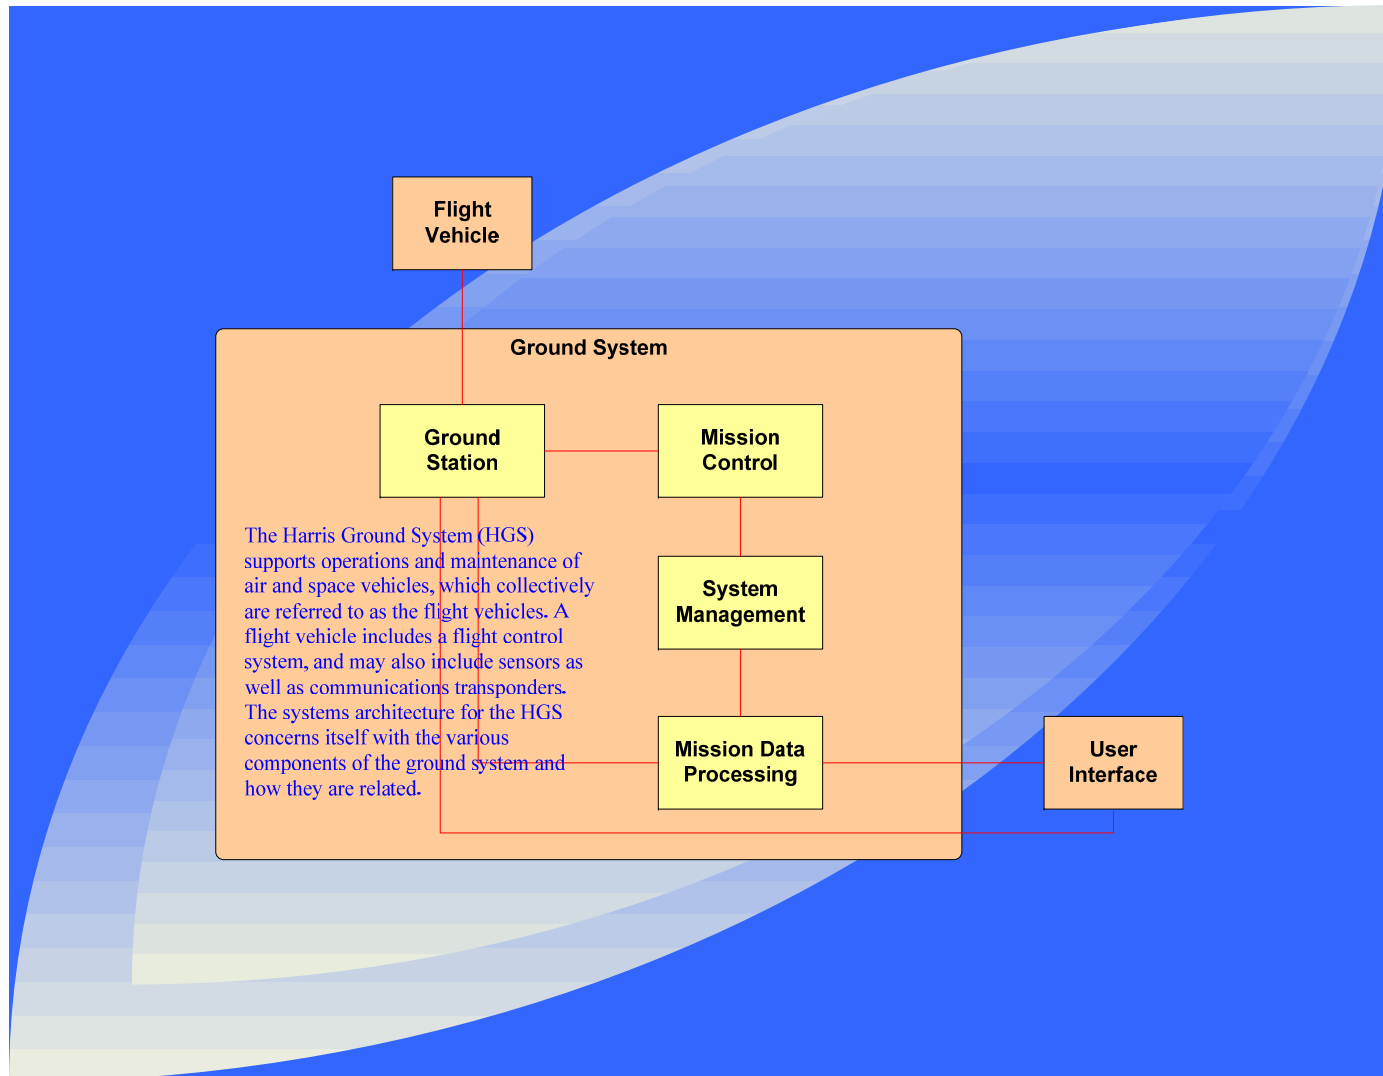 Flight
Vehicle
Ground System
Ground
Station
Mission
Control
The Harris Ground System (HGS)
supports operations and maintenance of
air and space vehicles, which collectively
are referred to as the flight vehicles. A
flight vehicle includes a flight control
system, and may also include sensors as
well as communications transponders.
The systems architecture for the HGS
concerns itself with the various
components of the ground system and
how they are related.
System
Management
Mission Data
Processing
User
Interface